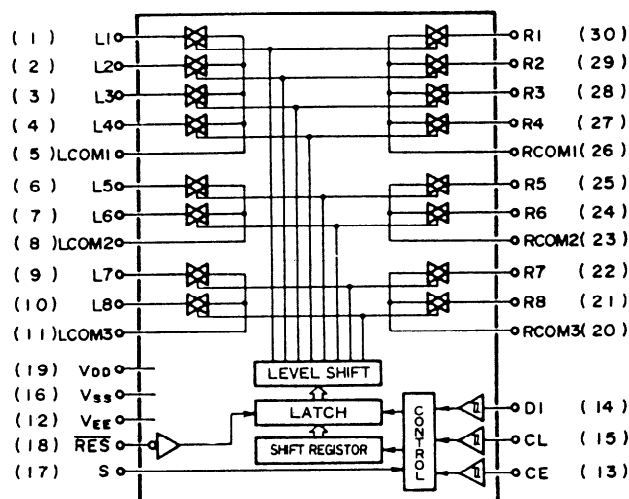 ( 1 ) L1 R1 (30)
( 2 ) L2 R2 (29)
( 3 ) L3 R3 (28)
( 4 ) L4 R4 (27)
( 5 ) LCOM1 RCOM1 (26)
( 6 ) L5 R5 (25)
( 7 ) L6 R6 (24)
( 8 ) LCOM2 RCOM2 (23)
( 9 ) L7 R7 (22)
(10) L8 R8 (21)
(11) LCOM3 RCOM3 (20)
(19) VDD
LEVEL SHIFT
(16) VSS
(12) VEE
LATCH
CONTROL
DI (14)
(18) R̅E̅S̅
SHIFT REGISTOR
CL (15)
(17) S
CE (13)